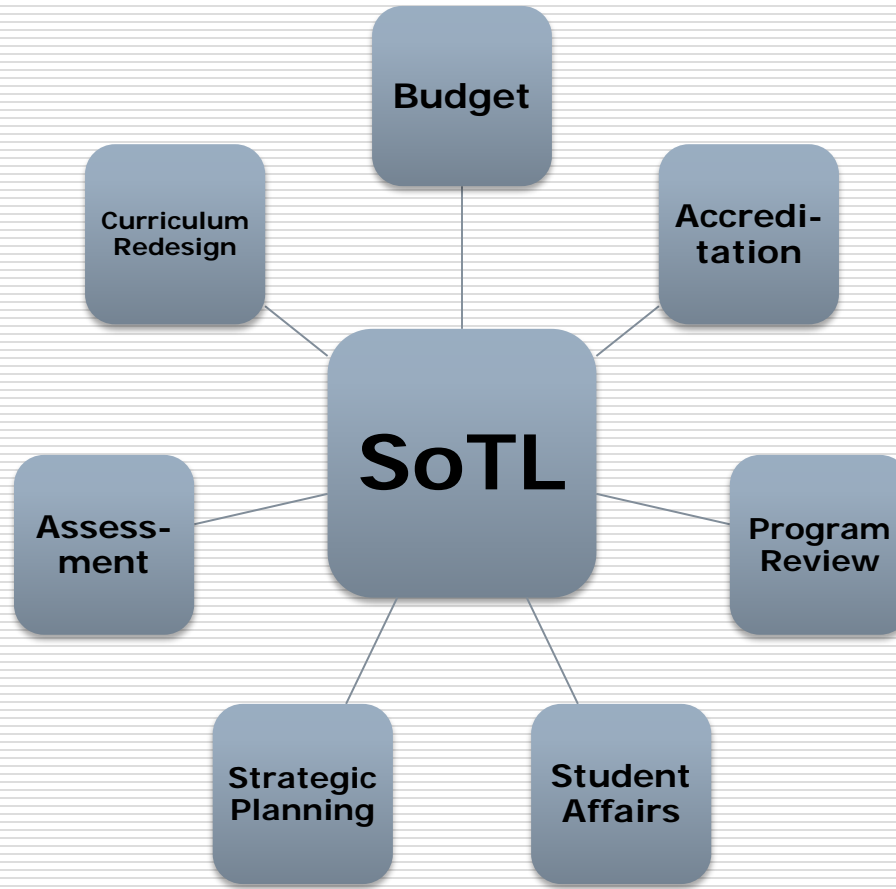 Budget
Curriculum
Redesign
Accredi-
tation
SoTL
Assess-
ment
Program
Review
Strategic
Planning
Student
Affairs